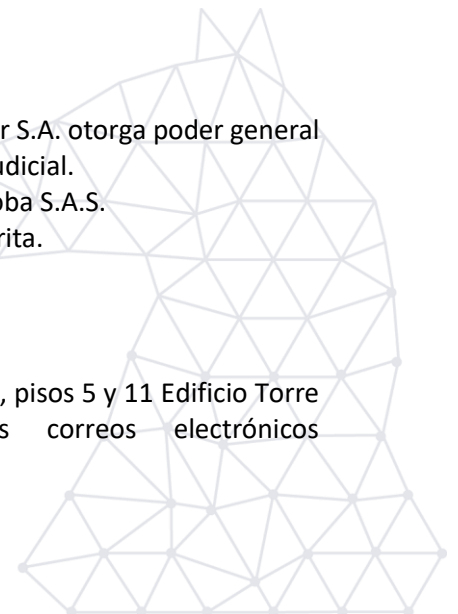 r S.A. otorga poder general
udicial.
oba S.A.S.
rita.
, pisos 5 y 11 Edificio Torre
s correos electrónicos